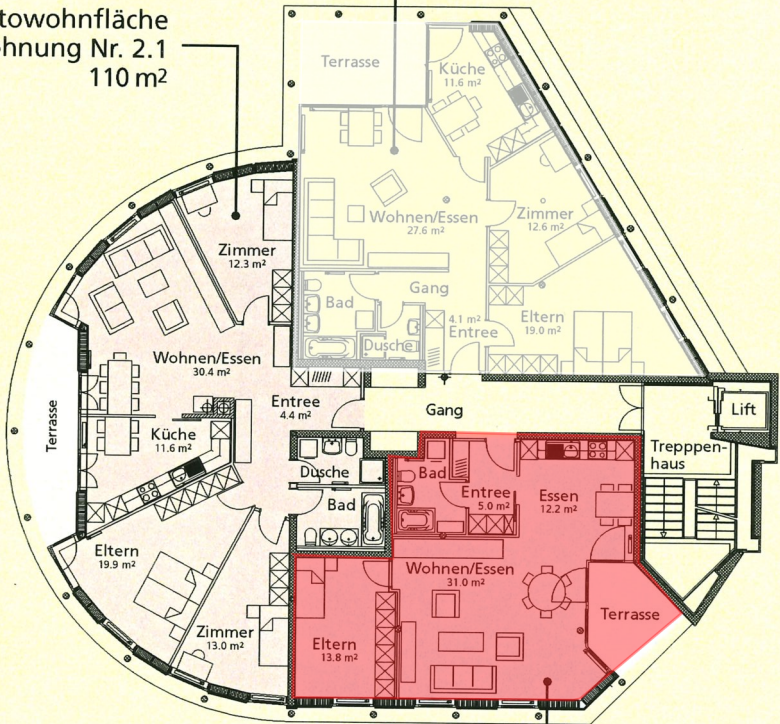 towohnfläche
ohnung Nr. 2.1
110 m²
Terrasse
Küche
11.6 m²
Wohnen/Essen
27.6 m²
Zimmer
12.6 m²
Zimmer
12.3 m²
Gang
Bad
Dusche
4.1 m²
Entree
Eltern
19.0 m²
Wohnen/Essen
30.4 m²
Terrasse
Entree
4.4 m²
Gang
Lift
Trepppen-
haus
Küche
11.6 m²
Dusche
Bad
Bad
Entree
5.0 m²
Essen
12.2 m²
Eltern
19.9 m²
Wohnen/Essen
31.0 m²
Zimmer
13.0 m²
Eltern
13.8 m²
Terrasse